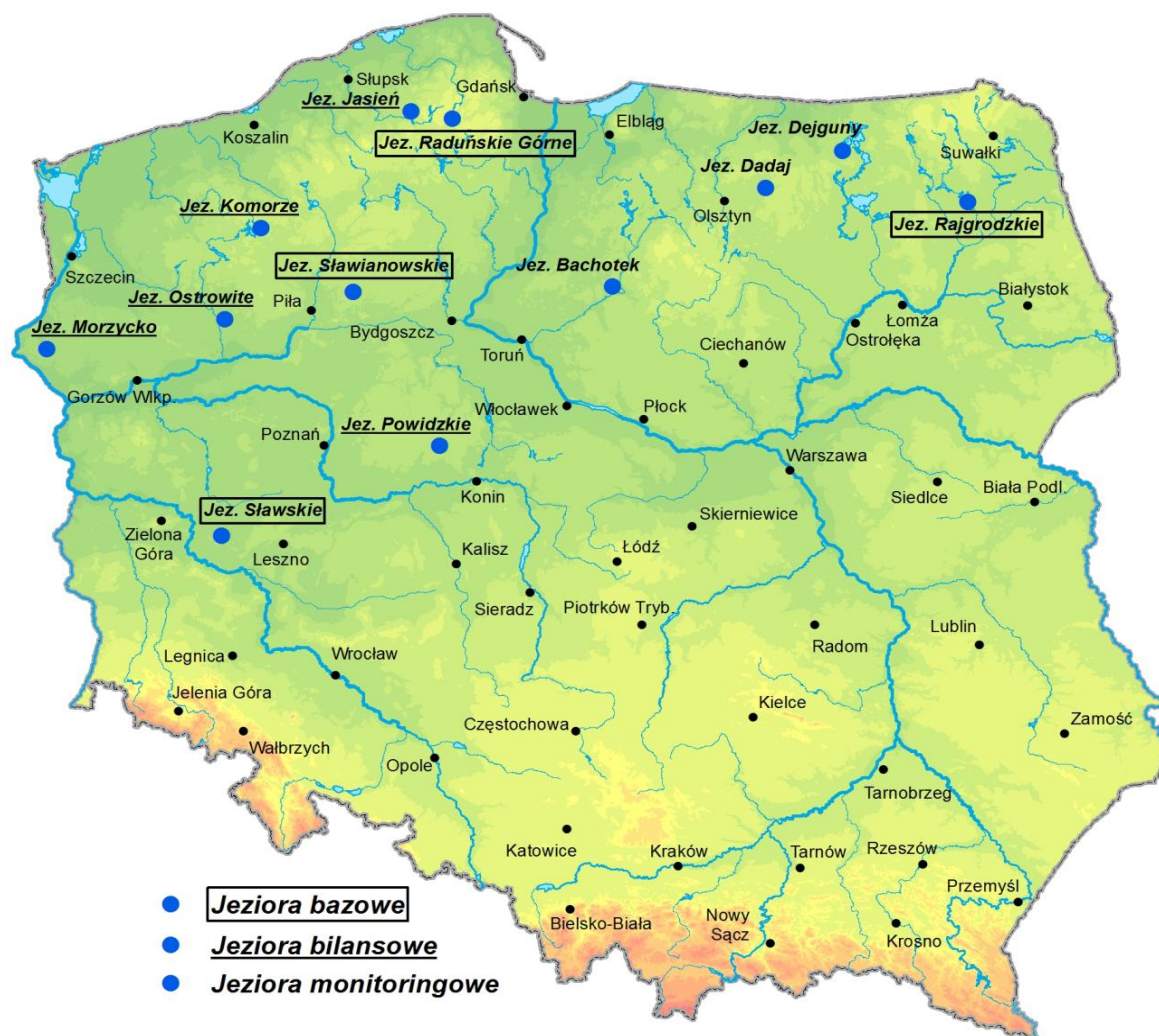 Słupsk
Gdańsk
Jez. Jasień
Koszalin
Jez. Raduńskie Górne
Elbląg
Jez. Dejguny
Suwałki
Jez. Dadaj
Olsztyn
Jez. Komorze
Jez. Rajgrodzkie
Szczecin
Jez. Sławianowskie
Jez. Bachotek
Jez. Ostrowite
Piła
Białystok
Jez. Morzycko
Bydgoszcz
Toruń
Ciechanów
Łomża
Ostrołęka
Gorzów Wlkp.
Włocławek
Płock
Poznań
Jez. Powidzkie
Warszawa
Konin
Siedlce
Biała Podl.
Jez. Sławskie
Skierniewice
Zielona
Góra
Leszno
Kalisz
Łódź
Sieradz
Piotrków Tryb.
Radom
Lublin
Legnica
Wrocław
Jelenia Góra
Kielce
Częstochowa
Zamość
Wałbrzych
Opole
Tarnobrzeg
Katowice
Kraków
Tarnów
Rzeszów
Przemyśl
Bielsko-Biała
Nowy
Sącz
Krosno
Jeziora bazowe
Jeziora bilansowe
Jeziora monitoringowe